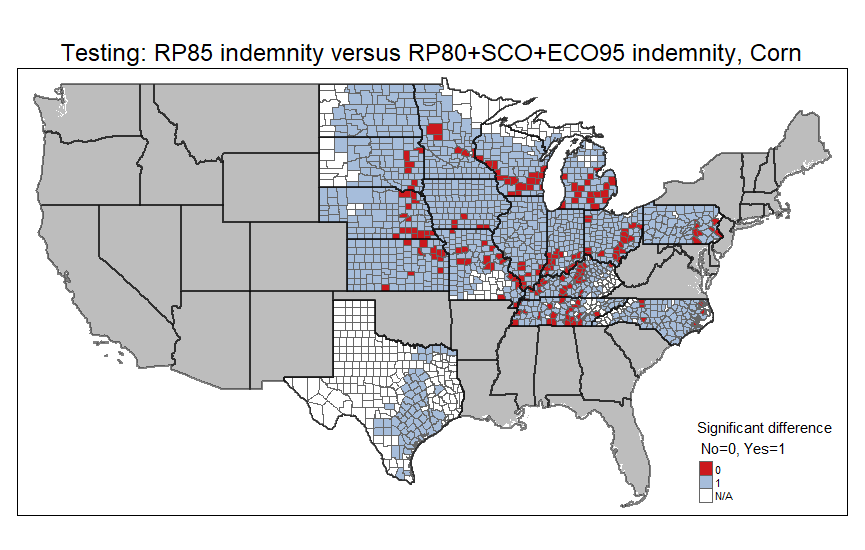 Testing: RP85 indemnity versus RP80+SCO+ECO95 indemnity, Corn
Significant difference
No=0, Yes=1
0
1
N/A